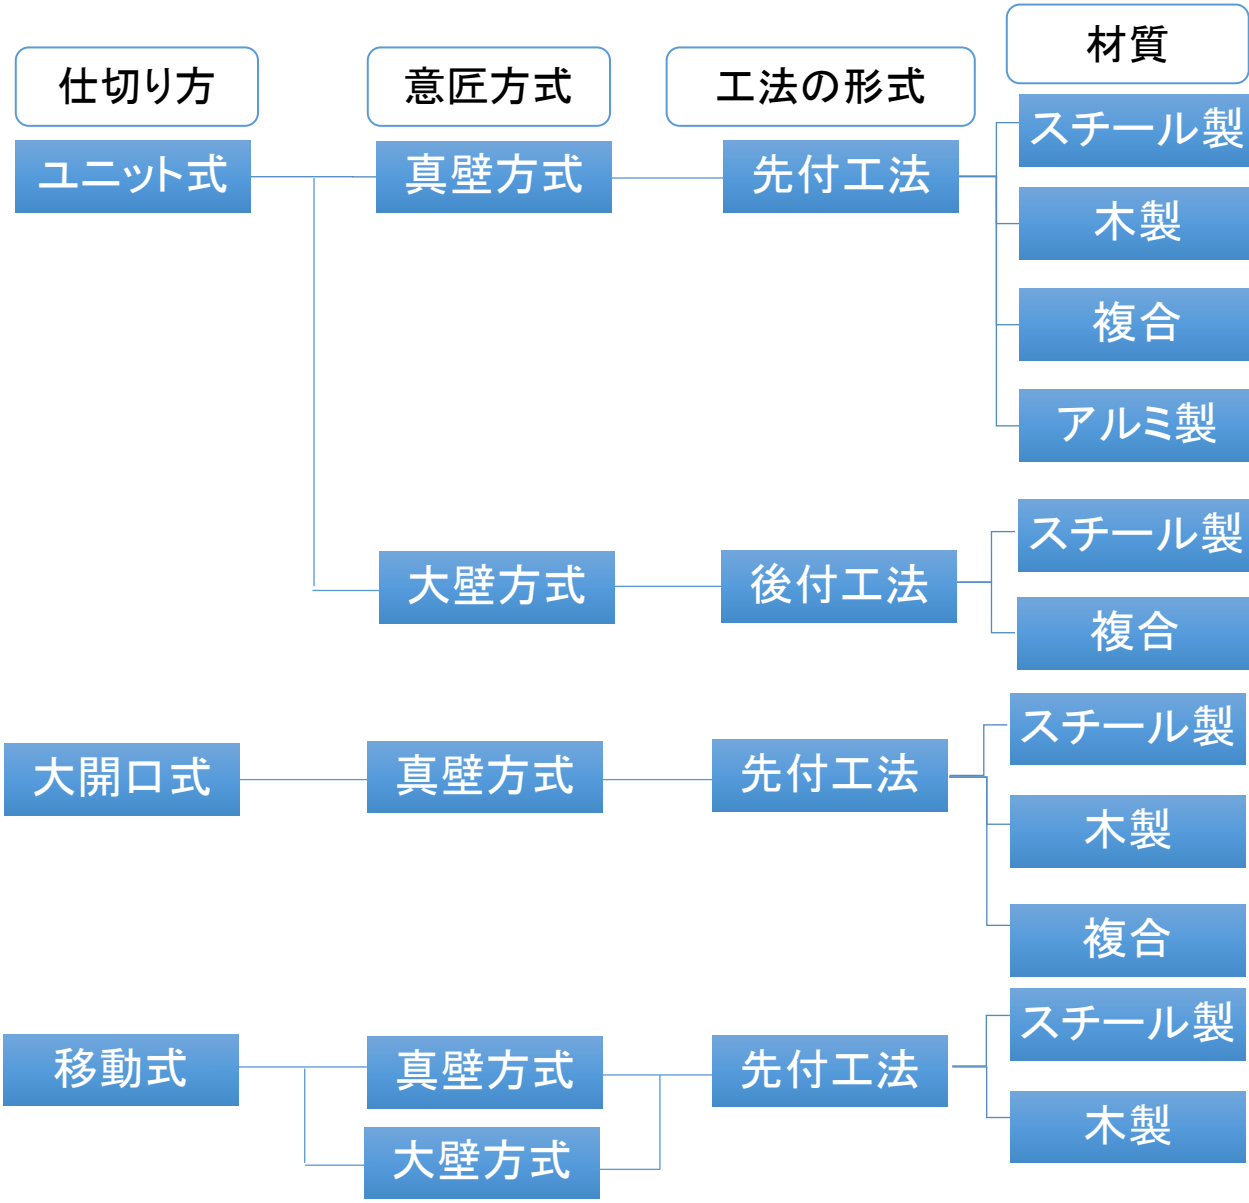 仕切り方
意匠方式
工法の形式
材質
ユニット式
真壁方式
先付工法
スチール製
木製
複合
アルミ製
大壁方式
後付工法
スチール製
複合
大開口式
真壁方式
先付工法
スチール製
木製
複合
移動式
真壁方式
大壁方式
先付工法
スチール製
木製